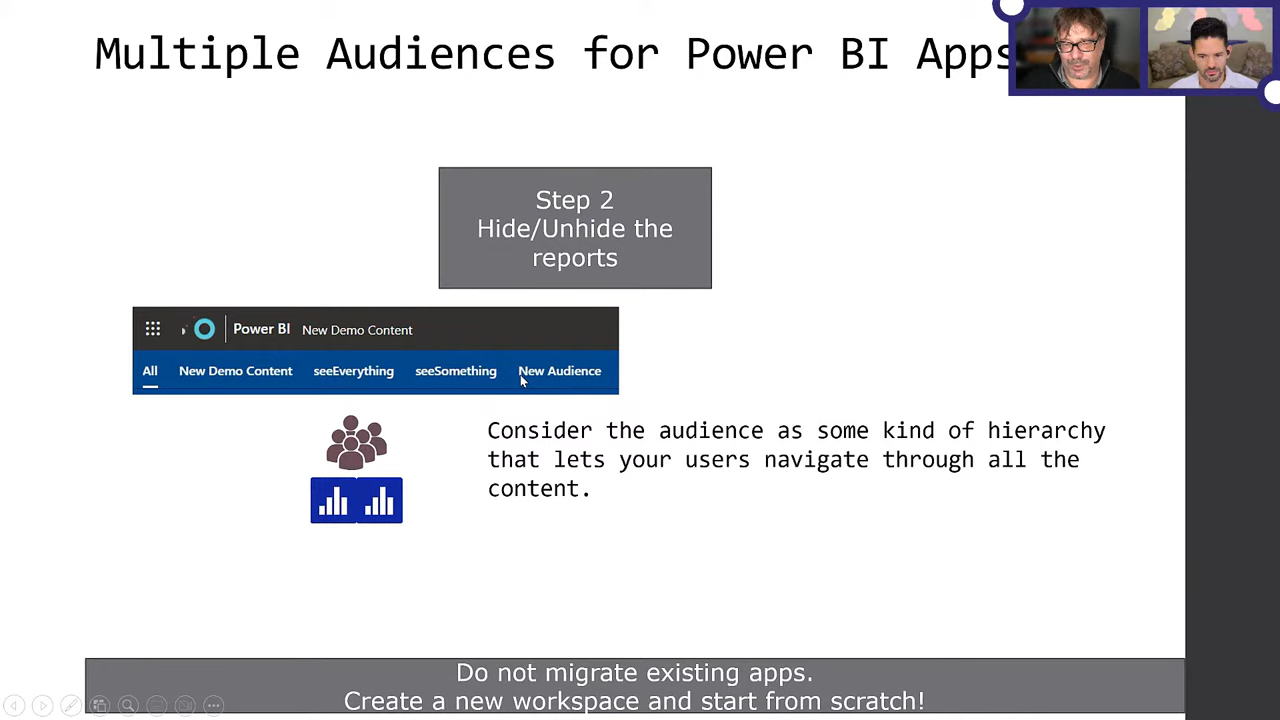 Multiple Audiences for Power BI Apps
Step 2
Hide/Unhide the
reports
Power BI New Demo Content
All New Demo Content seeEverything seeSomething New Audience
Consider the audience as some kind of hierarchy
that lets your users navigate through all the
content.
Do not migrate existing apps.
Create a new workspace and start from scratch!